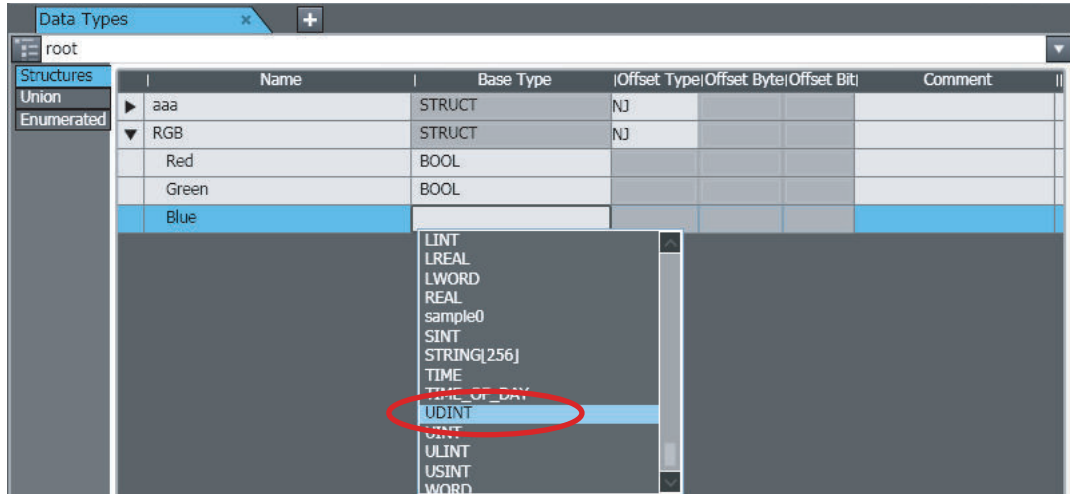 Data Types × +
root
Structures
Union
Enumerated
Name Base Type Offset Type Offset Byte Offset Bit Comment
aaa STRUCT NJ
RGB STRUCT NJ
Red BOOL
Green BOOL
Blue
LINT
LREAL
LWORD
REAL
sample0
SINT
STRING[256]
TIME
TIME_OF_DAY
UDINT
UINT
ULINT
USINT
WORD